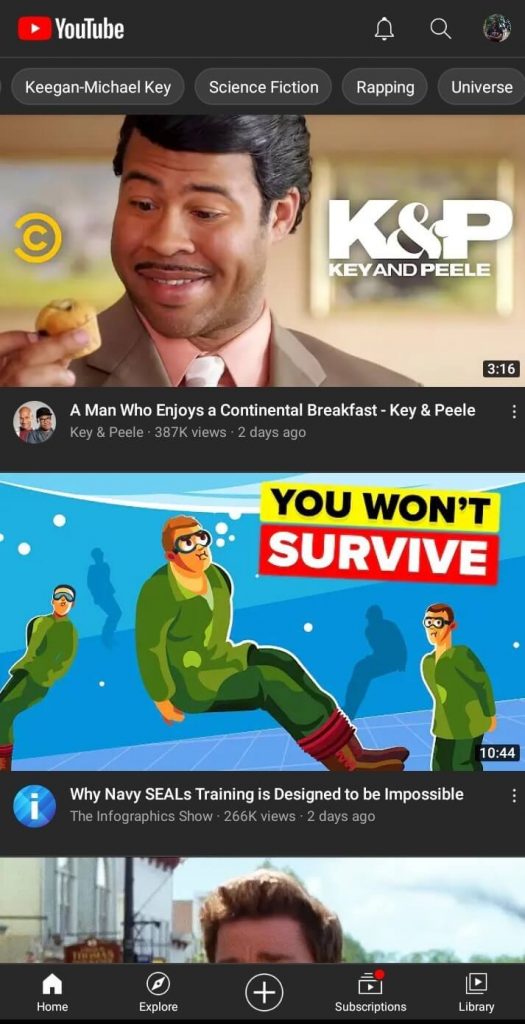 YouTube
Keegan-Michael Key
Science Fiction
Rapping
Universe
C
K&P
KEY AND PEELE
3:16
A Man Who Enjoys a Continental Breakfast - Key & Peele
Key & Peele · 387K views · 2 days ago
YOU WON'T
SURVIVE
10:44
i
Why Navy SEALs Training is Designed to be Impossible
The Infographics Show · 266K views · 2 days ago
THOMAS
Home
Explore
Subscriptions
Library